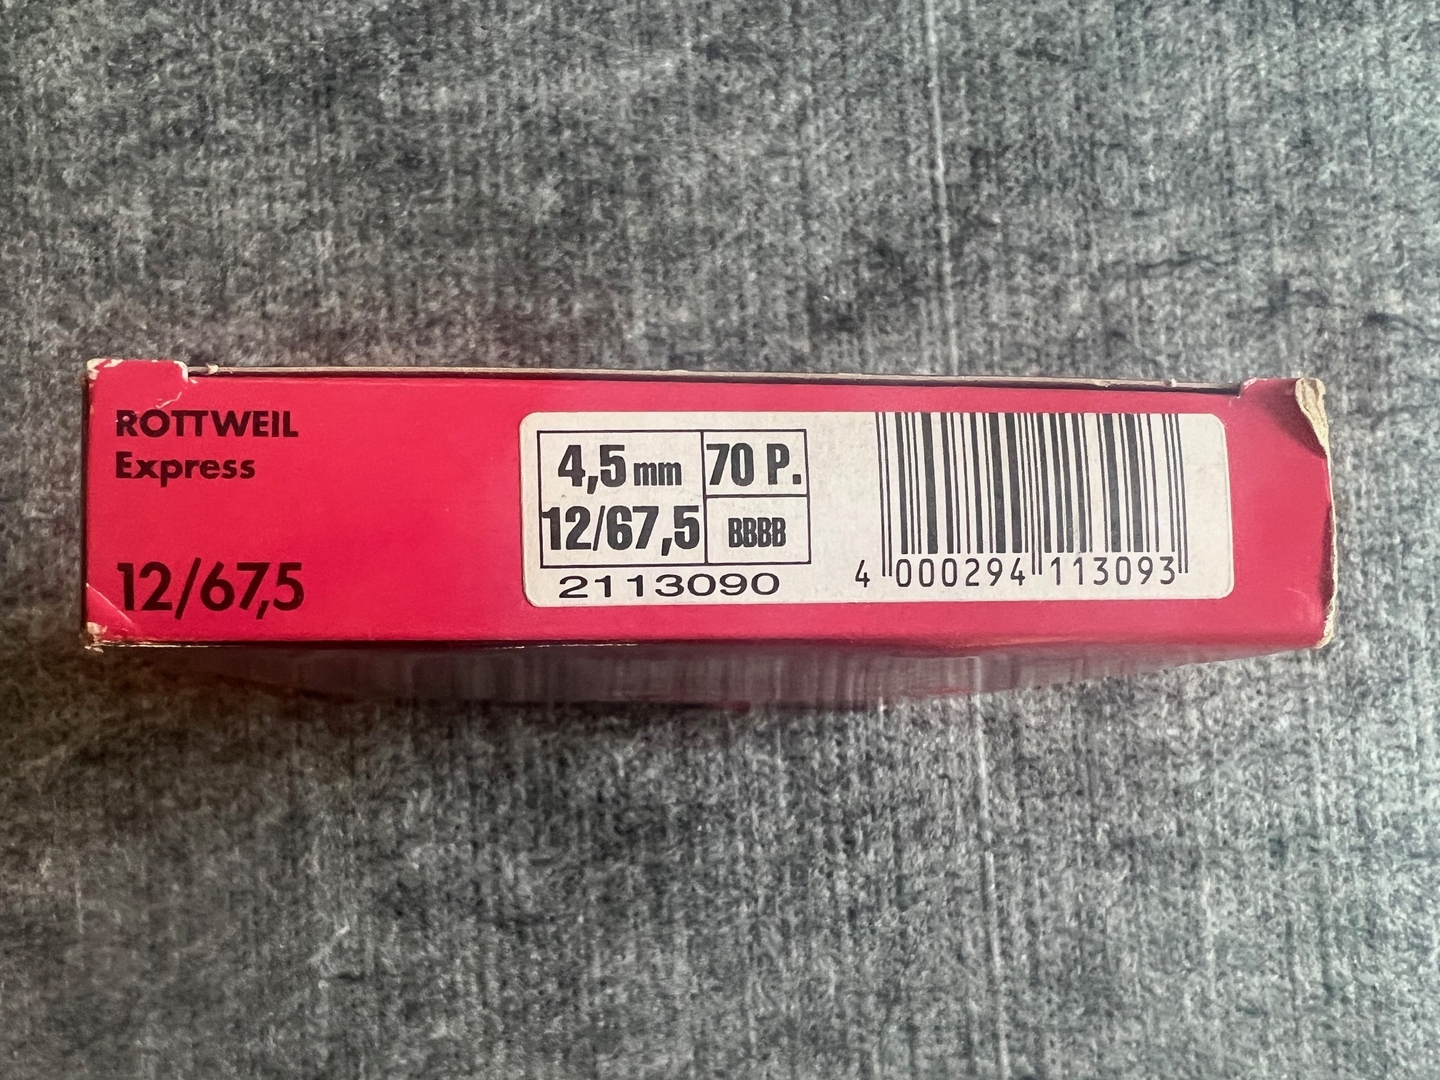 ROTTWEIL
Express
12/67,5
4,5 mm
70 P.
12/67,5
BBBB
2113090
4 000294 113093